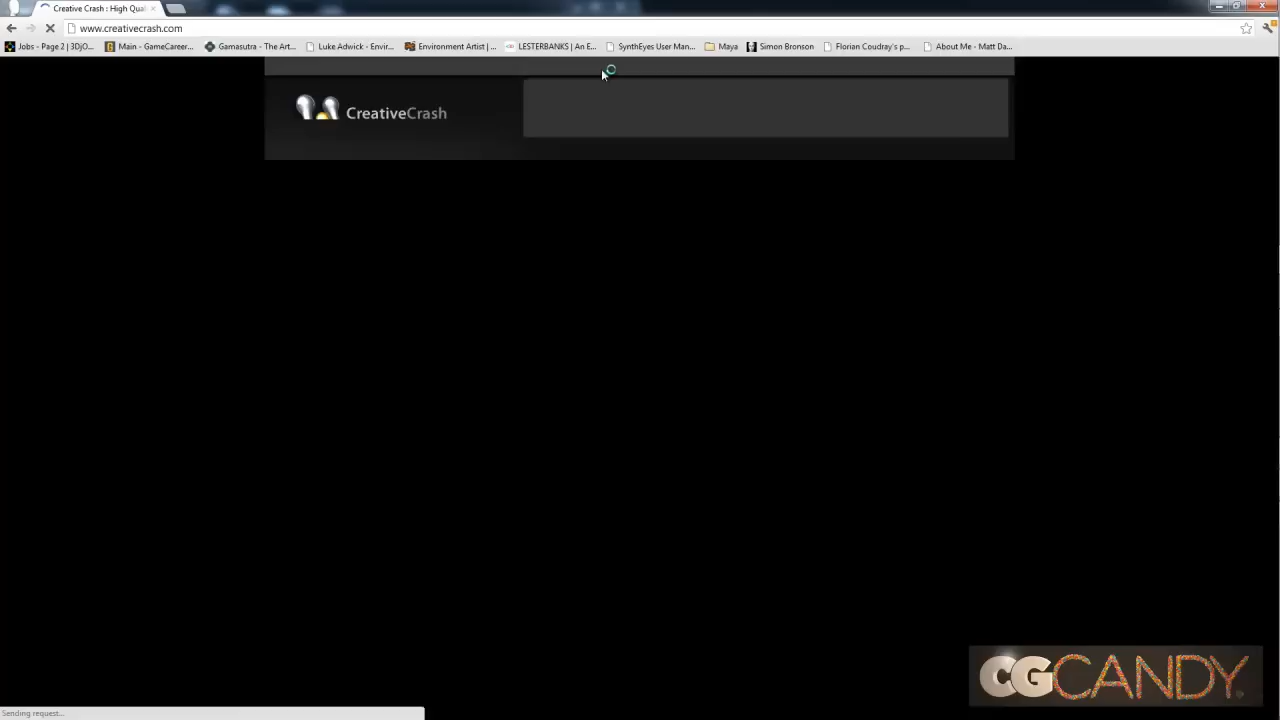 Creative Crash : High Qual
www.creativecrash.com
Jobs - Page 2 | 3DJO... Main - GameCareer... Gamasutra - The Art... Luke Adwick - Envir... Environment Artist | ... LESTERBANKS | An E... SynthEyes User Man... Maya Simon Bronson Florian Coudray's p... About Me - Matt Da...
CreativeCrash
CGCANDY
Sending request...